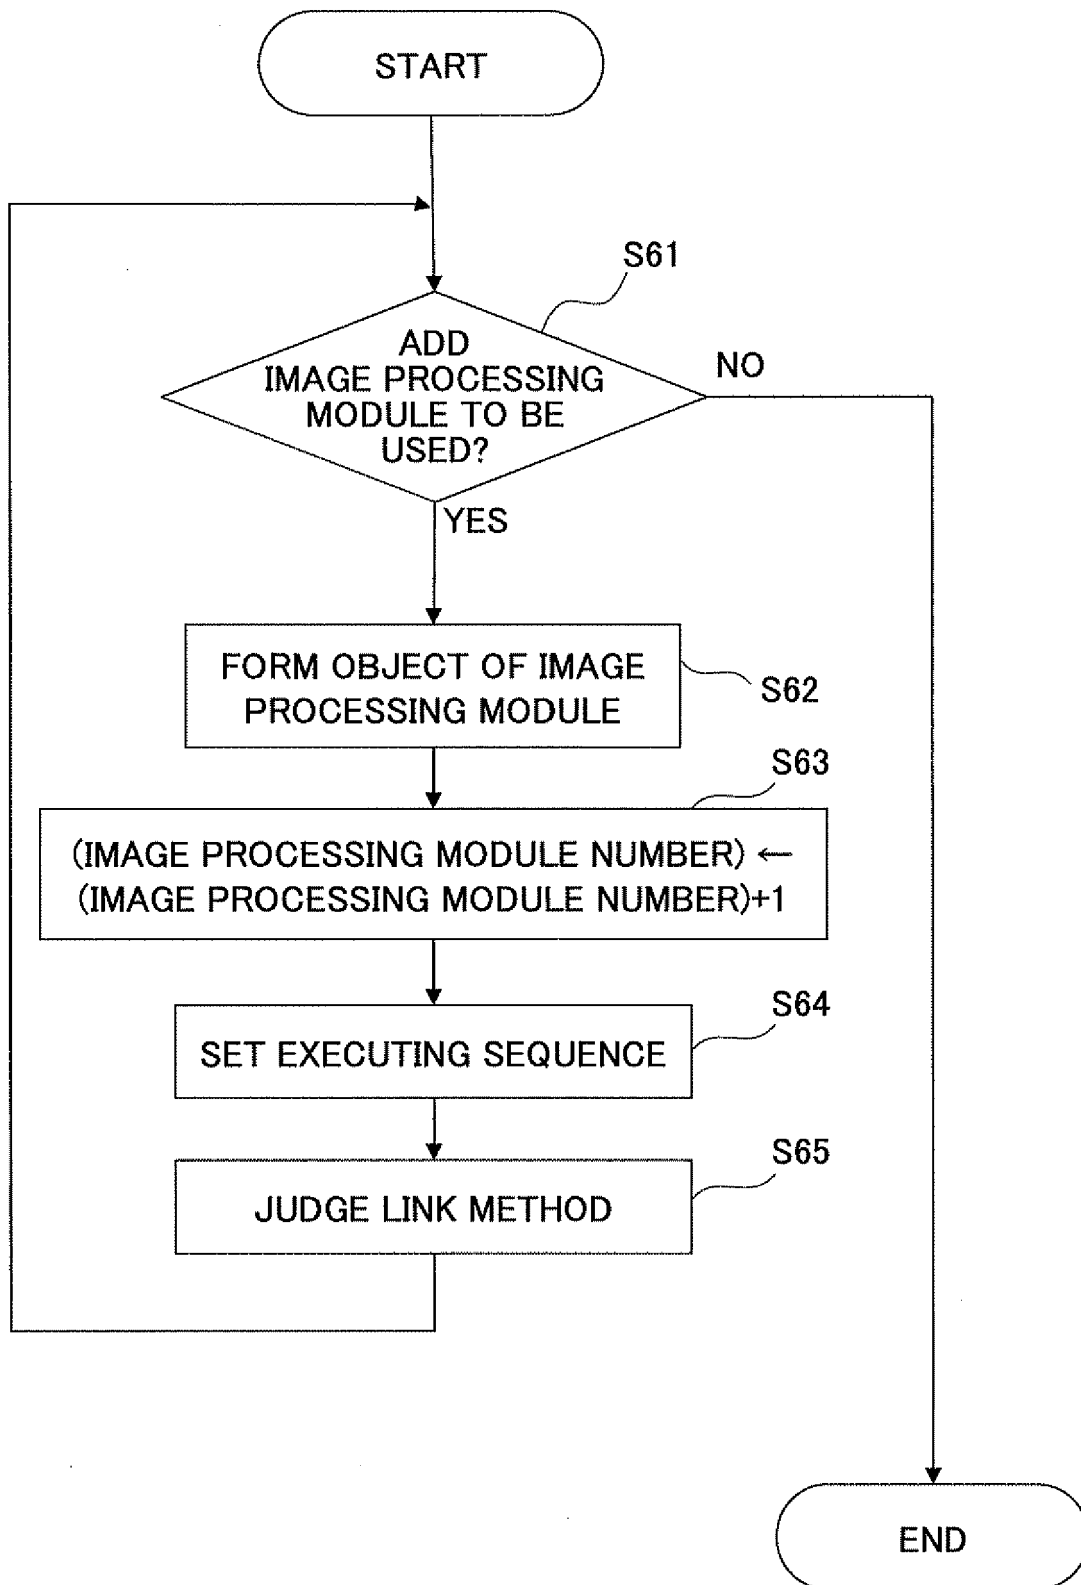 START
S61
ADD
IMAGE PROCESSING
MODULE TO BE
USED?
NO
YES
FORM OBJECT OF IMAGE
PROCESSING MODULE
S62
S63
(IMAGE PROCESSING MODULE NUMBER) ←
(IMAGE PROCESSING MODULE NUMBER)+1
S64
SET EXECUTING SEQUENCE
S65
JUDGE LINK METHOD
END